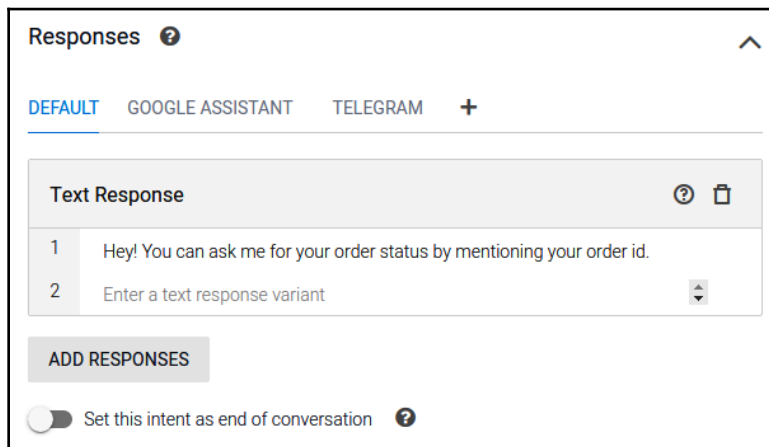 Responses
DEFAULT GOOGLE ASSISTANT TELEGRAM +
Text Response
1 Hey! You can ask me for your order status by mentioning your order id.
2 Enter a text response variant
ADD RESPONSES
Set this intent as end of conversation